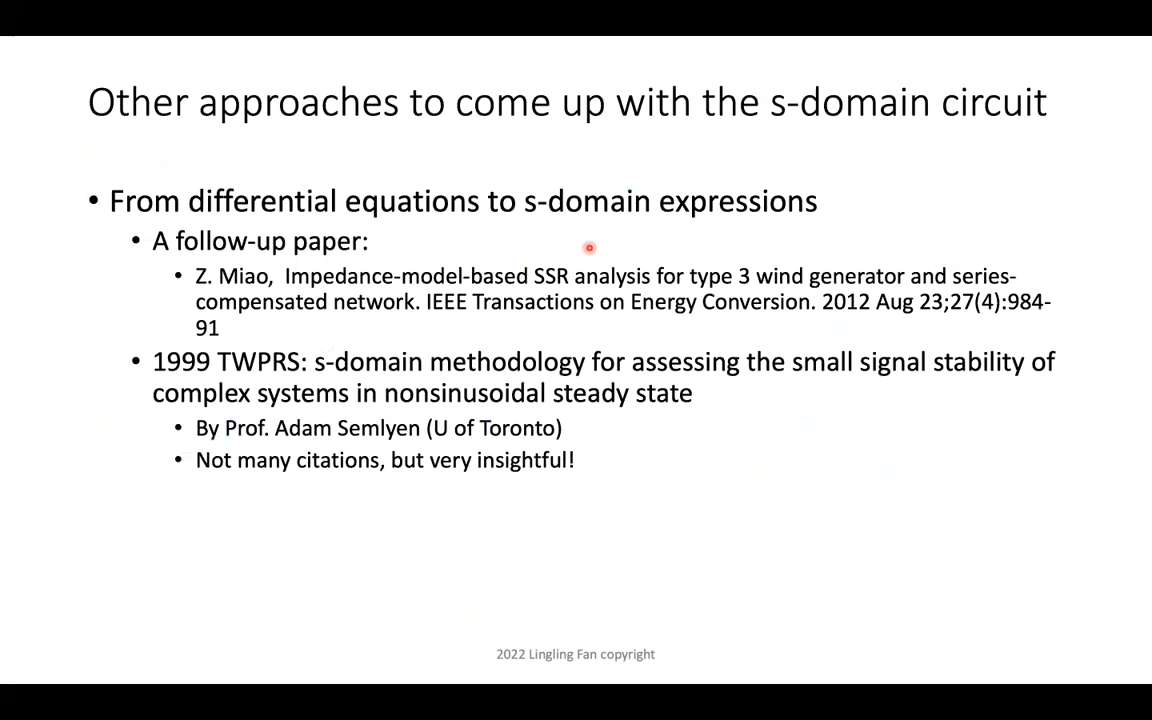 Other approaches to come up with the s-domain circuit
• From differential equations to s-domain expressions
• A follow-up paper:
• Z. Miao,  Impedance-model-based SSR analysis for type 3 wind generator and series-
compensated network. IEEE Transactions on Energy Conversion. 2012 Aug 23;27(4):984-
91
• 1999 TWPRS: s-domain methodology for assessing the small signal stability of
complex systems in nonsinusoidal steady state
• By Prof. Adam Semlyen (U of Toronto)
• Not many citations, but very insightful!
2022 Lingling Fan copyright